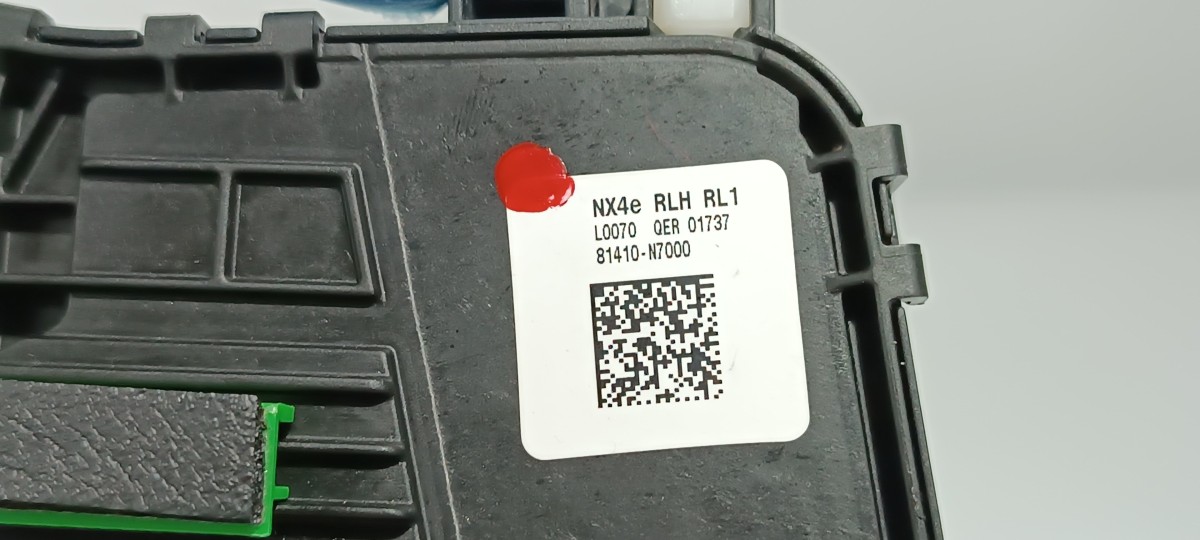 NX4e RLH RL1
L0070 QER 01737
81410-N7000